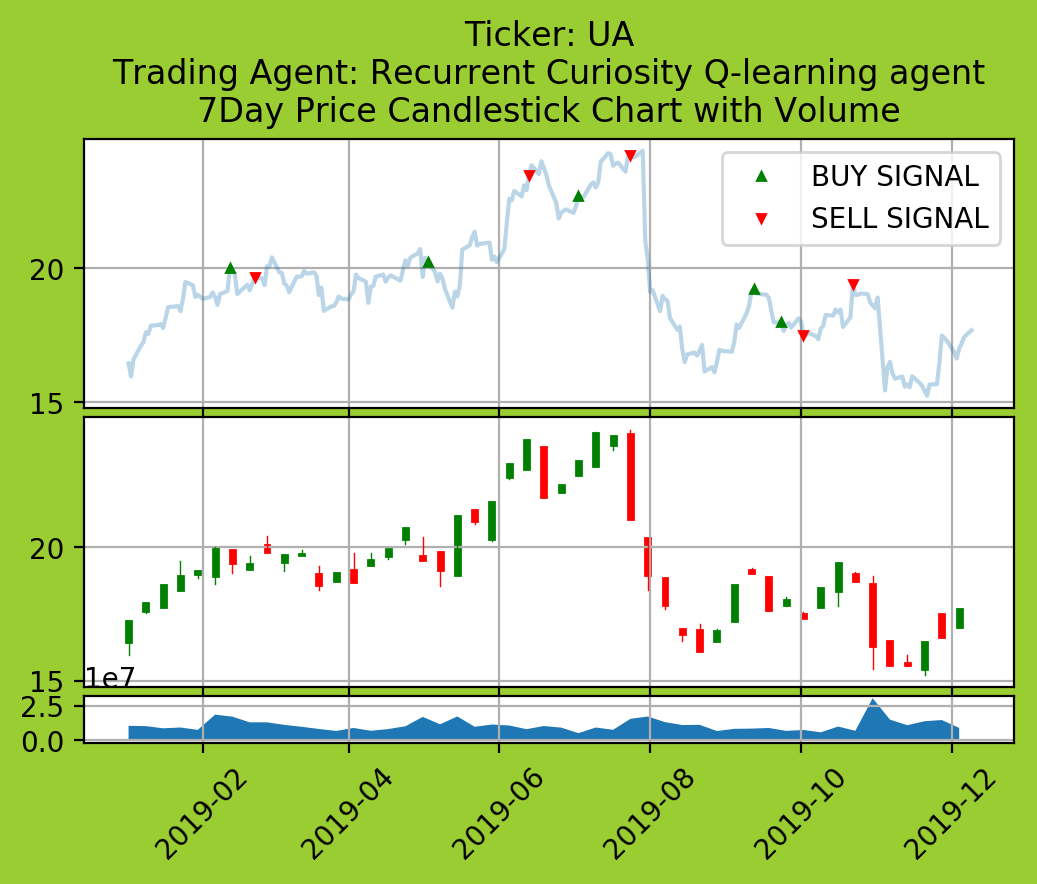 Ticker: UA
Trading Agent: Recurrent Curiosity Q-learning agent
7Day Price Candlestick Chart with Volume
BUY SIGNAL
SELL SIGNAL
20
15
20
15
1e7
2.5
0.0
2019-02
2019-04
2019-06
2019-08
2019-10
2019-12